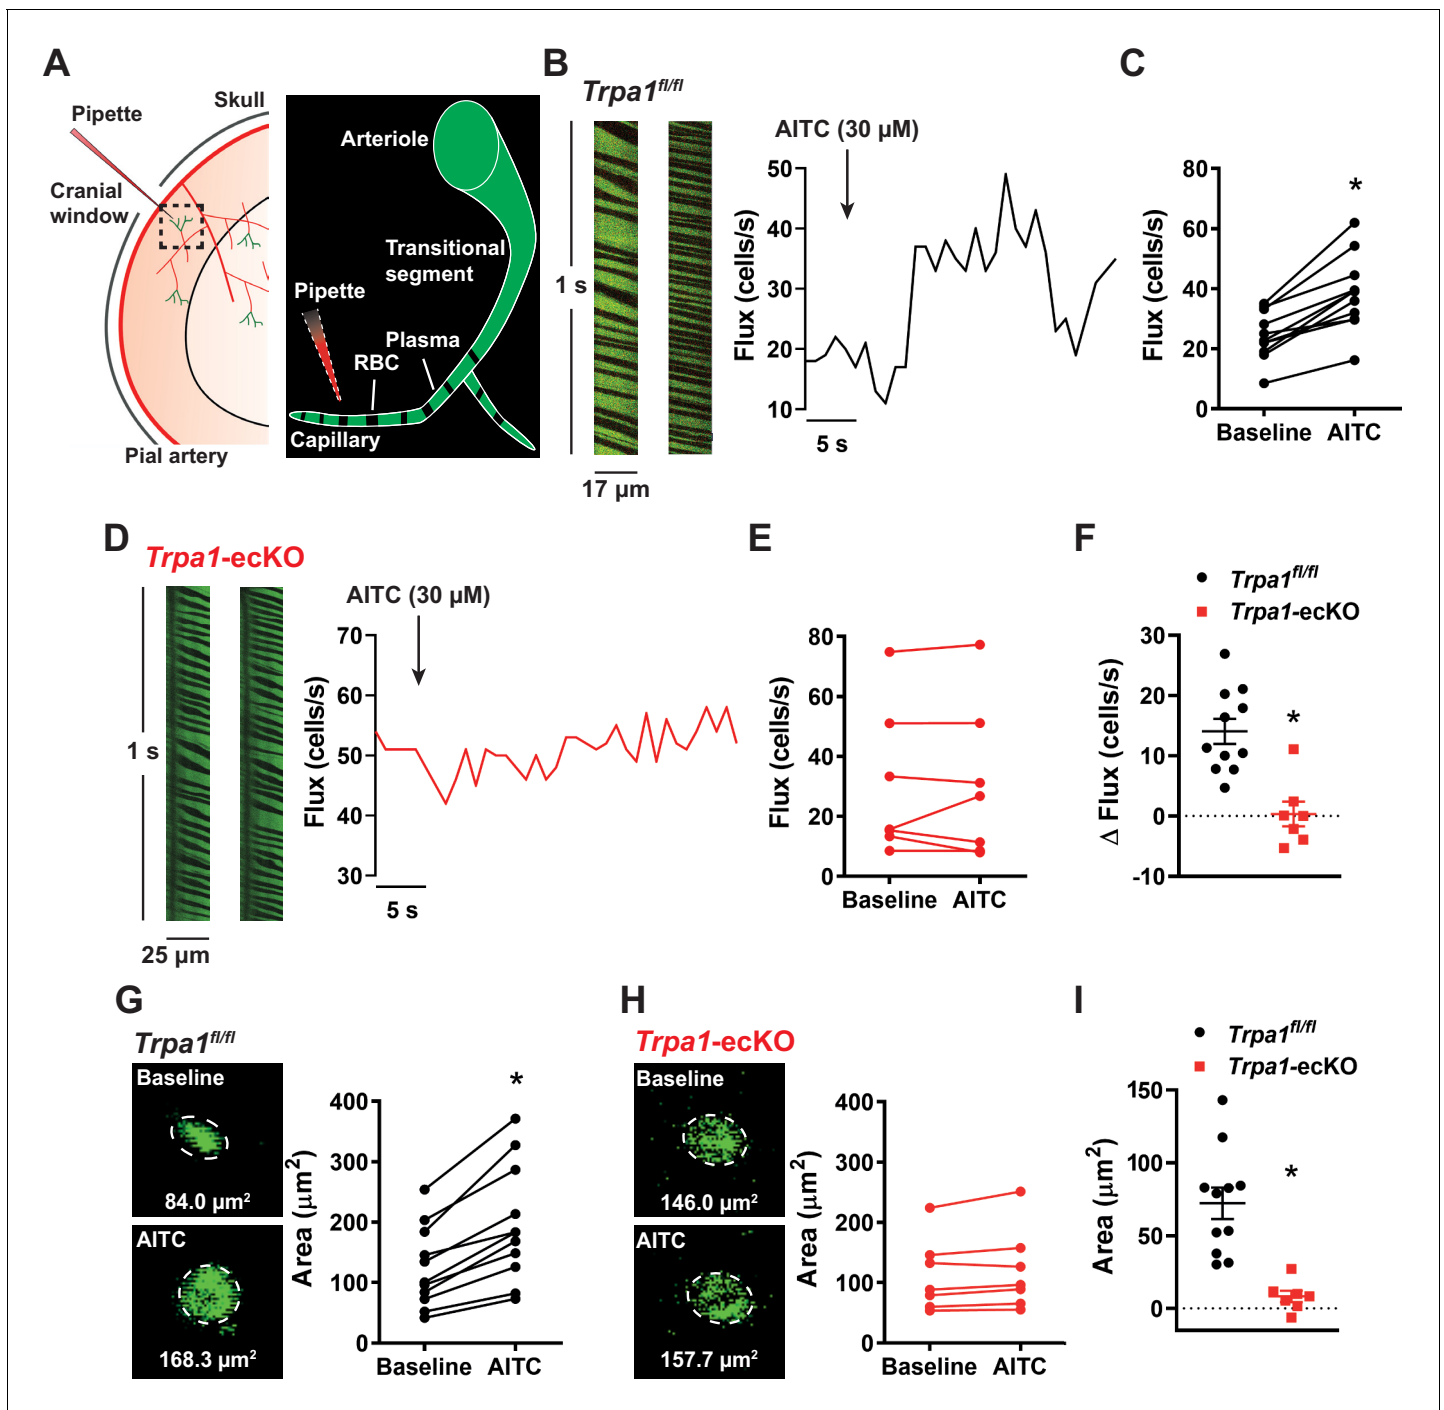 A
Skull
Pipette
Cranial
window
Pial artery
Arteriole
Transitional
segment
Pipette
Plasma
RBC
Capillary
B
Trpa1fl/fl
1 s
17 µm
AITC (30 µM)
Flux (cells/s)
50
40
30
20
10
5 s
C
Flux (cells/s)
80
60
40
20
0
*
Baseline AITC
D
Trpa1-ecKO
1 s
25 µm
AITC (30 µM)
Flux (cells/s)
70
60
50
40
30
5 s
E
Flux (cells/s)
80
60
40
20
0
Baseline AITC
F
Trpa1fl/fl
Trpa1-ecKO
Δ Flux (cells/s)
30
20
10
0
-10
*
G
Trpa1fl/fl
Baseline
84.0 µm²
AITC
168.3 µm²
Area (µm²)
400
300
200
100
0
*
Baseline AITC
H
Trpa1-ecKO
Baseline
146.0 µm²
AITC
157.7 µm²
Area (µm²)
400
300
200
100
0
Baseline AITC
I
Trpa1fl/fl
Trpa1-ecKO
Area (µm²)
150
100
50
0
*